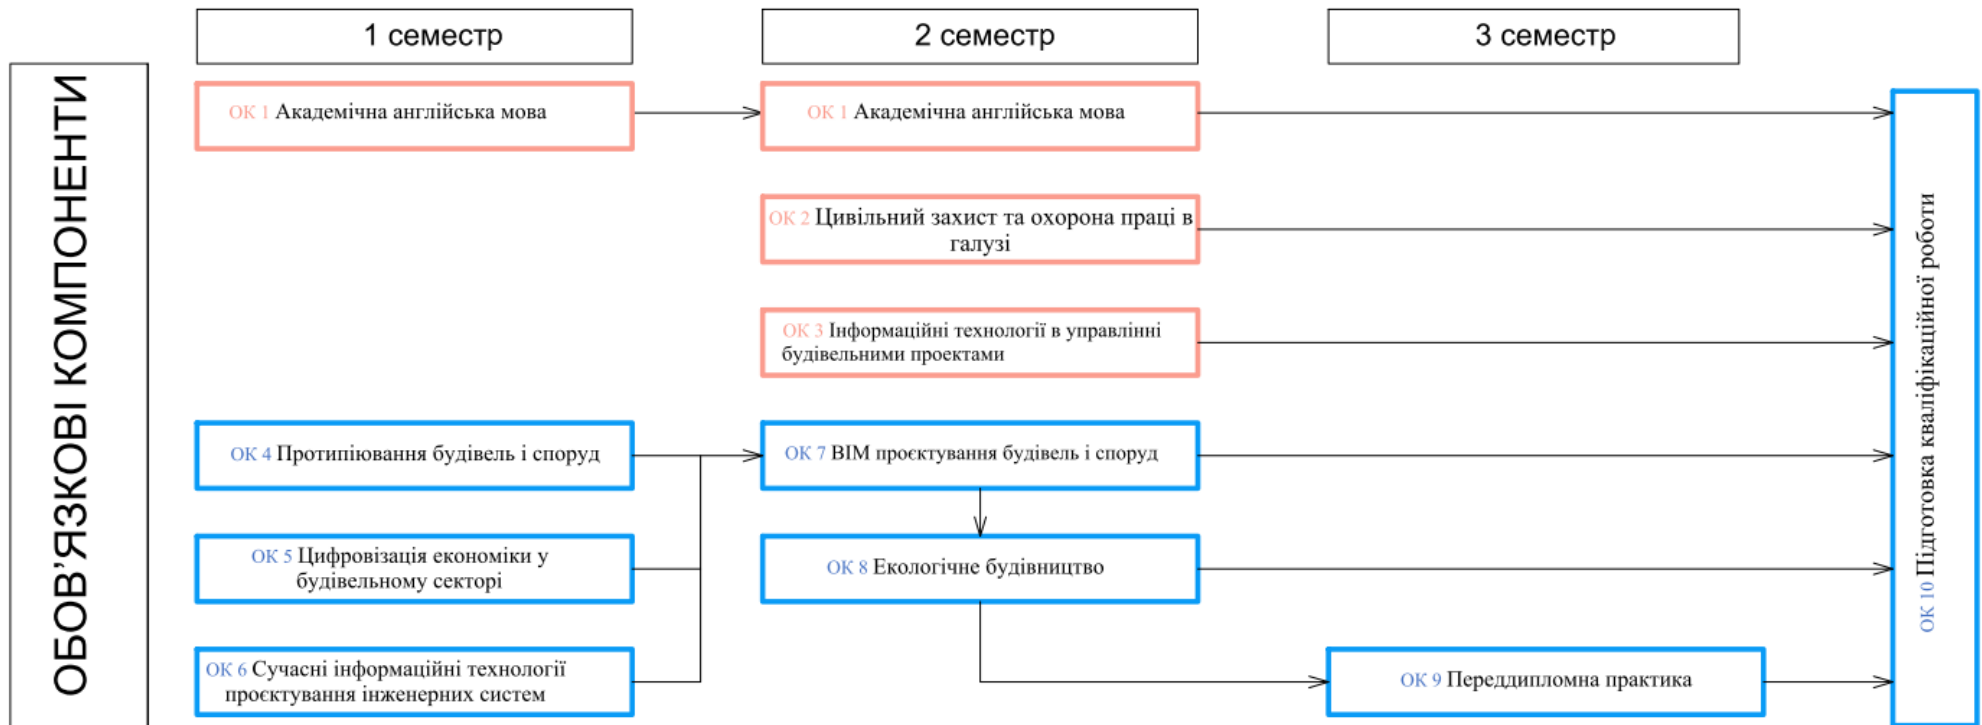 1 семестр
2 семестр
3 семестр
ОБОВ’ЯЗКОВІ КОМПОНЕНТИ
ОК 1 Академічна англійська мова
ОК 1 Академічна англійська мова
ОК 2 Цивільний захист та охорона праці в
галузі
ОК 3 Інформаційні технології в управлінні
будівельними проектами
ОК 4 Протипіювання будівель і споруд
ОК 7 ВІМ проєктування будівель і споруд
ОК 5 Цифровізація економіки у
будівельному секторі
ОК 8 Екологічне будівництво
ОК 6 Сучасні інформаційні технології
проєктування інженерних систем
ОК 9 Переддипломна практика
ОК 10 Підготовка кваліфікаційної роботи